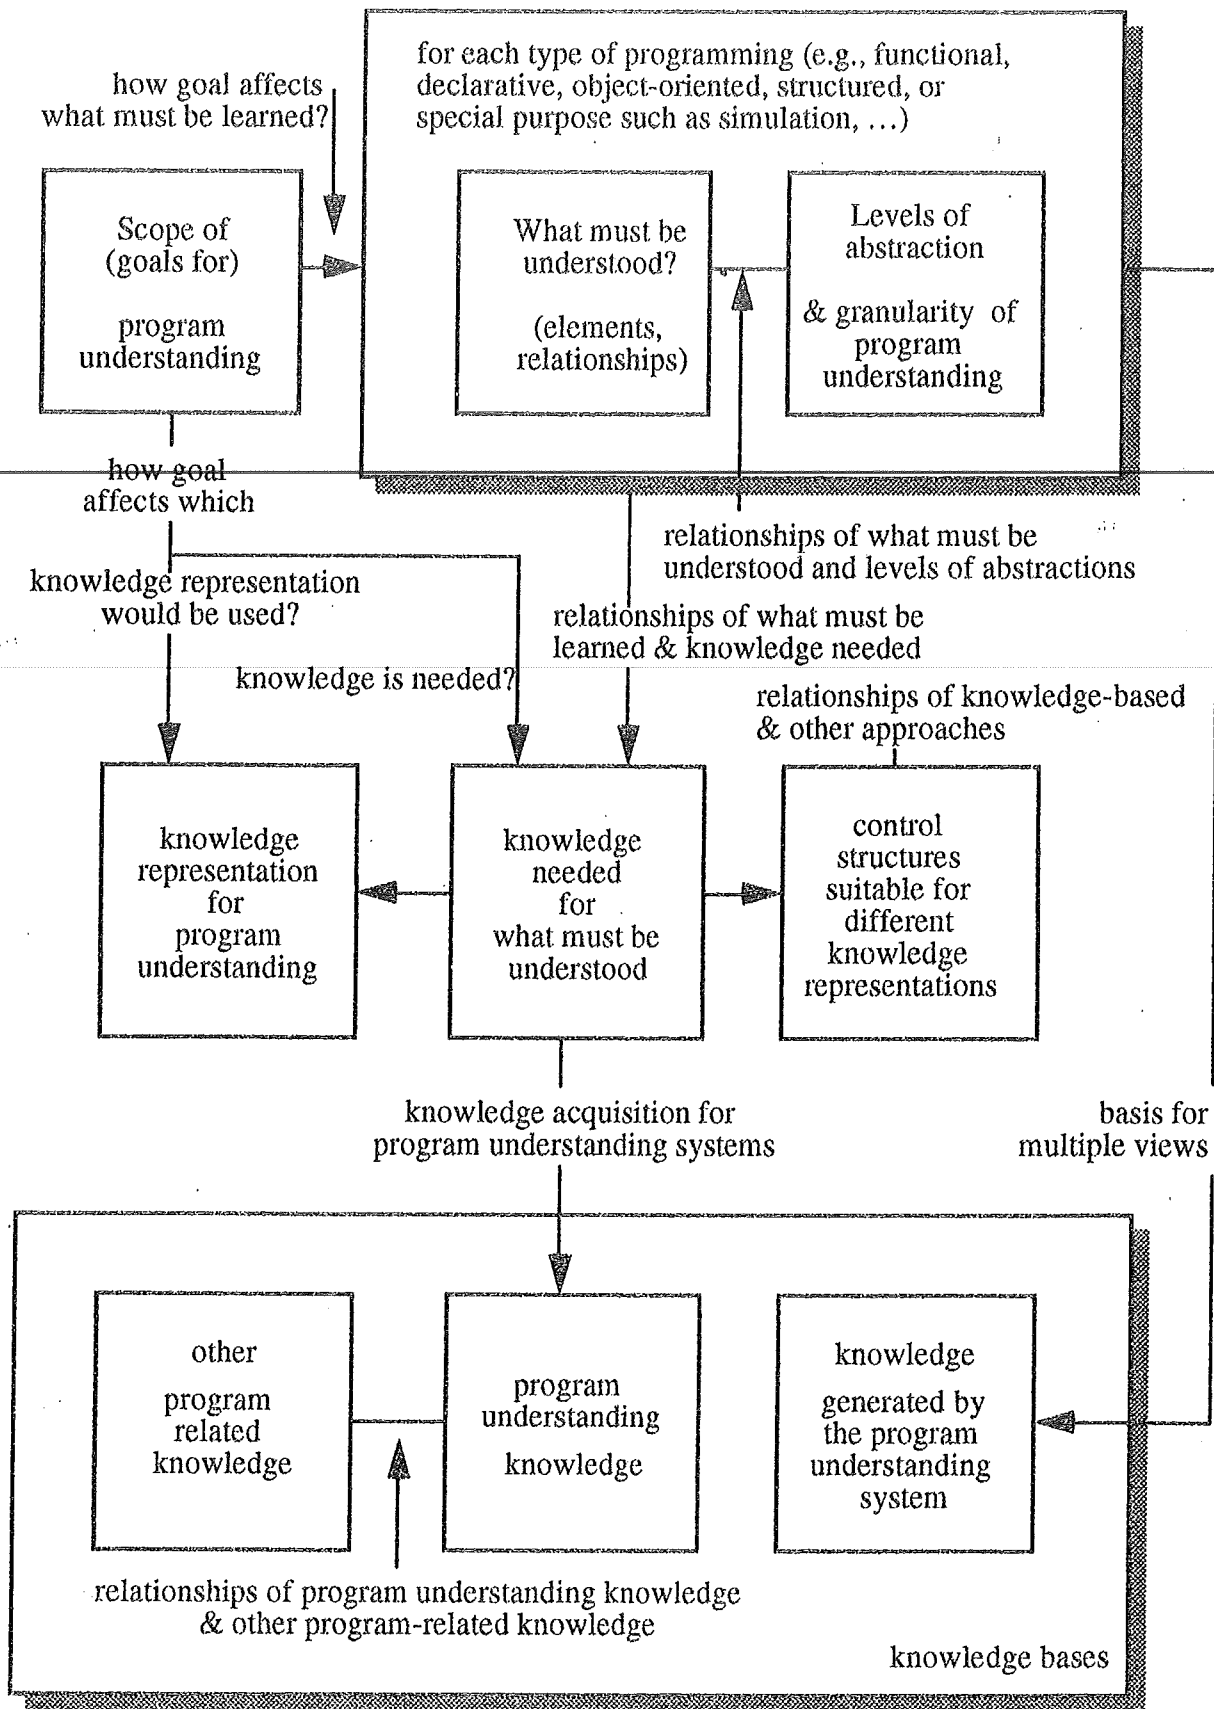 for each type of programming (e.g., functional,
declarative, object-oriented, structured, or
special purpose such as simulation, ...)
how goal affects
what must be learned?
Scope of
(goals for)
program
understanding
What must be
understood?
(elements,
relationships)
Levels of
abstraction
& granularity of
program
understanding
how goal
affects which
relationships of what must be
understood and levels of abstractions
knowledge representation
would be used?
relationships of what must be
learned & knowledge needed
knowledge is needed?
relationships of knowledge-based
& other approaches
knowledge
representation
for
program
understanding
knowledge
needed
for
what must be
understood
control
structures
suitable for
different
knowledge
representations
knowledge acquisition for
program understanding systems
basis for
multiple views
other
program
related
knowledge
program
understanding
knowledge
knowledge
generated by
the program
understanding
system
relationships of program understanding knowledge
& other program-related knowledge
knowledge bases